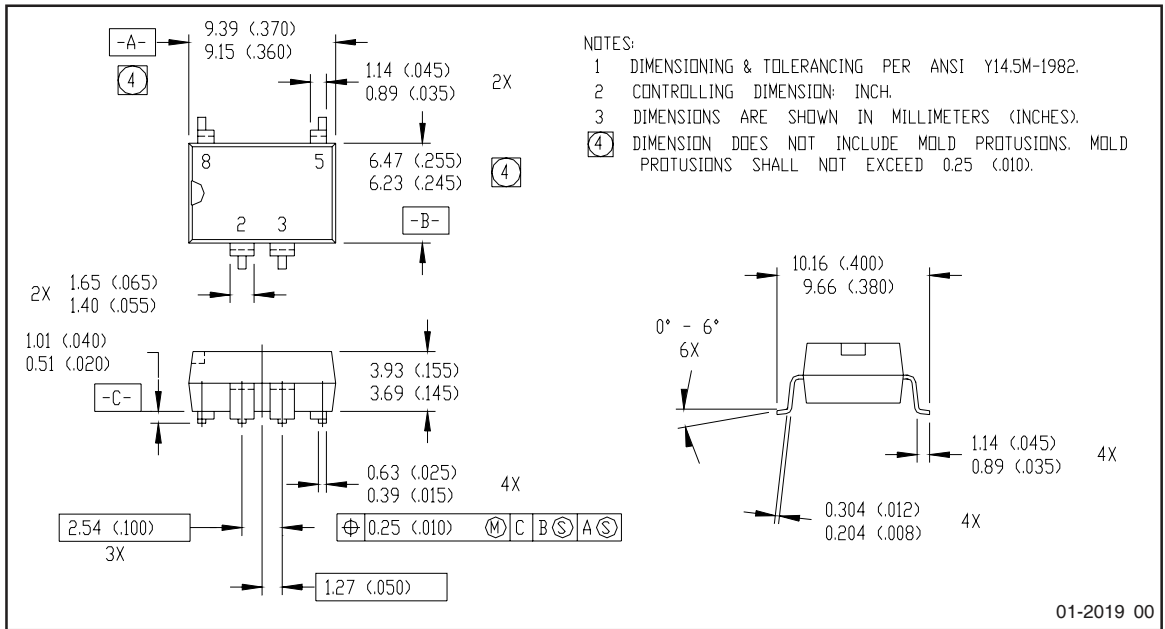 -A-
9.39 (.370)
9.15 (.360)
4
1.14 (.045)
0.89 (.035)
2X
8
5
6.47 (.255)
6.23 (.245)
4
2 3
-B-
2X
1.65 (.065)
1.40 (.055)
1.01 (.040)
0.51 (.020)
-C-
3.93 (.155)
3.69 (.145)
0.63 (.025)
0.39 (.015)
4X
2.54 (.100)
3X
⌖ 0.25 (.010) Ⓜ C B Ⓢ A Ⓢ
1.27 (.050)
NOTES:
1 DIMENSIONING & TOLERANCING PER ANSI Y14.5M-1982.
2 CONTROLLING DIMENSION: INCH.
3 DIMENSIONS ARE SHOWN IN MILLIMETERS (INCHES).
4 DIMENSION DOES NOT INCLUDE MOLD PROTUSIONS. MOLD
PROTUSIONS SHALL NOT EXCEED 0.25 (.010).
10.16 (.400)
9.66 (.380)
0° - 6°
6X
1.14 (.045)
0.89 (.035)
4X
0.304 (.012)
0.204 (.008)
4X
01-2019 00